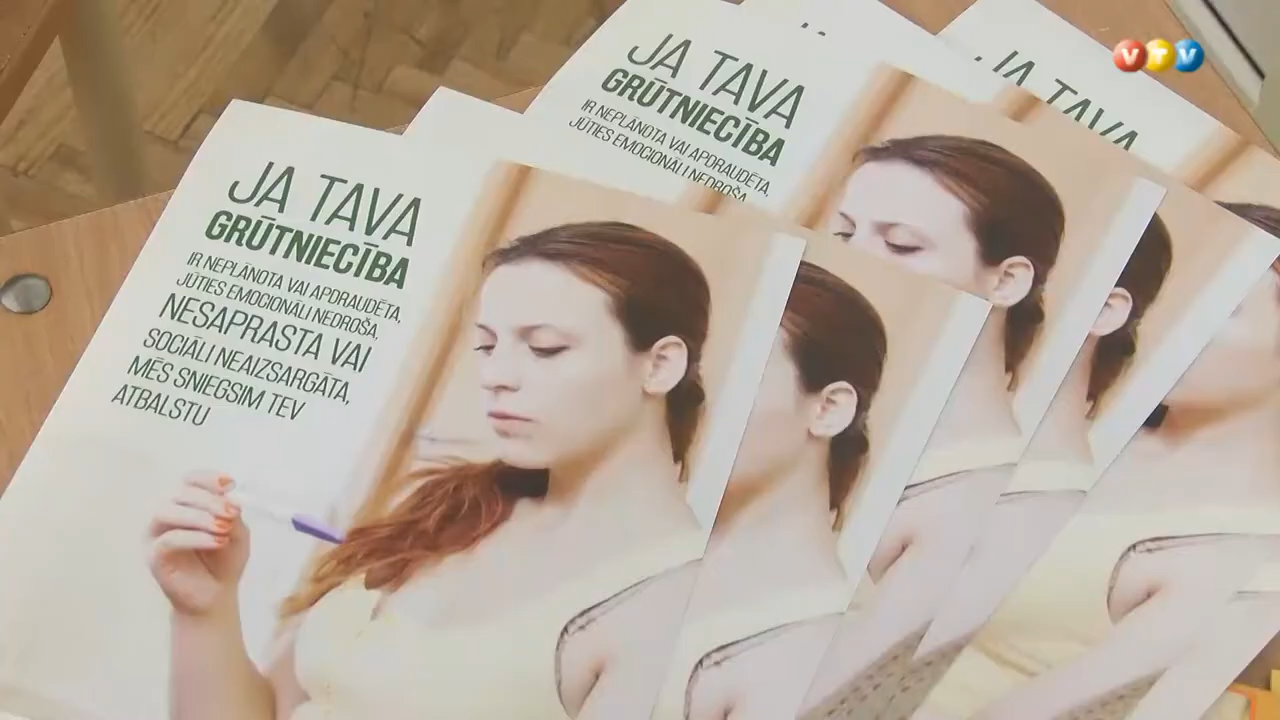 VTV
JA TAVA
GRŪTNIECĪBA
IR NEPLĀNOTA VAI APDRAUDĒTA,
JŪTIES EMOCIONĀLI NEDROŠA,
NESAPRASTA VAI
SOCIĀLI NEAIZSARGĀTA,
MĒS SNIEGSIM TEV
ATBALSTU
JA TAVA
GRŪTNIECĪBA
IR NEPLĀNOTA VAI APDRAUDĒTA,
JŪTIES EMOCIONĀLI NEDROŠA,
JA TAVA